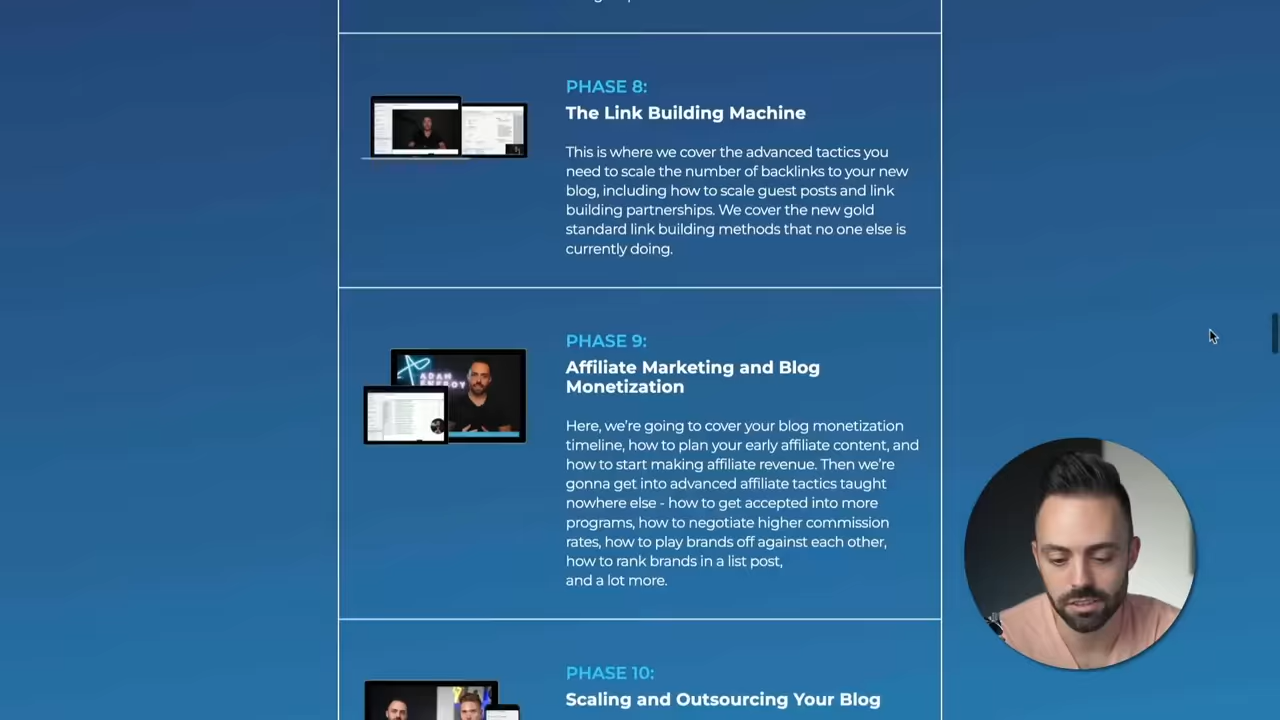 PHASE 8:
The Link Building Machine
This is where we cover the advanced tactics you
need to scale the number of backlinks to your new
blog, including how to scale guest posts and link
building partnerships. We cover the new gold
standard link building methods that no one else is
currently doing.
PHASE 9:
ADAM
ENFROY
Affiliate Marketing and Blog
Monetization
Here, we're going to cover your blog monetization
timeline, how to plan your early affiliate content, and
how to start making affiliate revenue. Then we're
gonna get into advanced affiliate tactics taught
nowhere else - how to get accepted into more
programs, how to negotiate higher commission
rates, how to play brands off against each other,
how to rank brands in a list post,
and a lot more.
PHASE 10:
Scaling and Outsourcing Your Blog